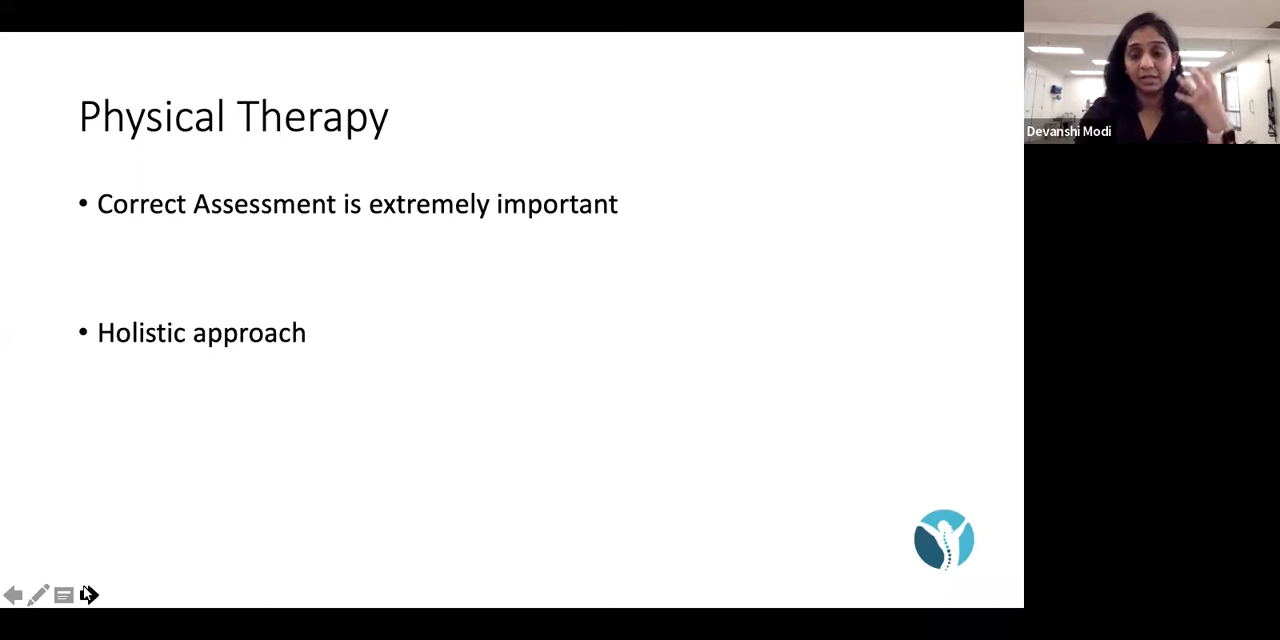 Physical Therapy
• Correct Assessment is extremely important
• Holistic approach
Devanshi Modi